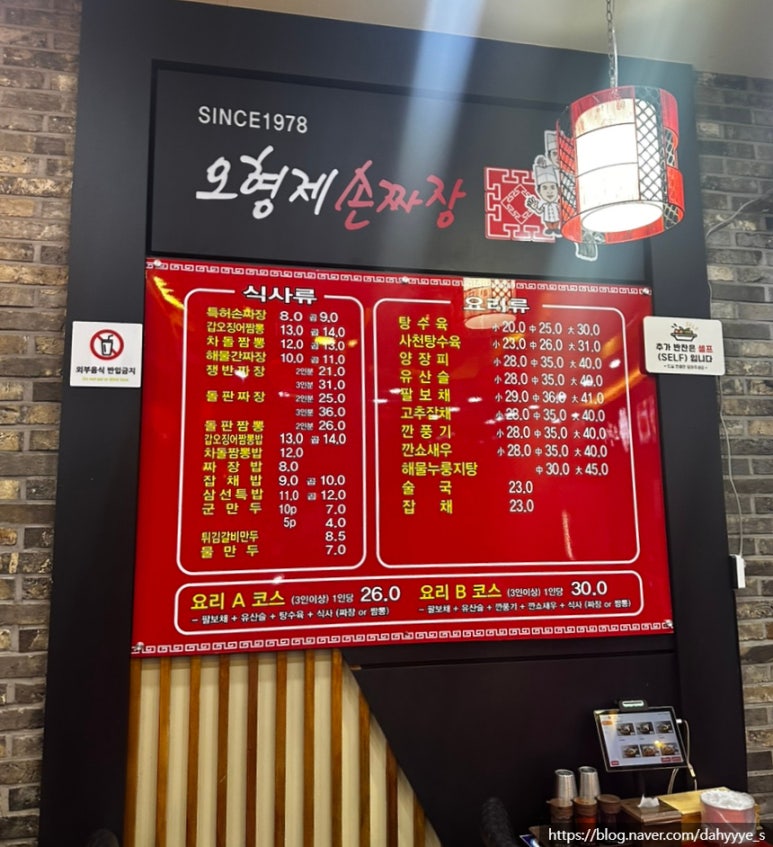 SINCE1978
오형제손짜장
외부음식 반입금지
추가 반찬은 셀프
(SELF) 입니다
식사류
특허손짜장 8.0 곱 9.0
갑오징어짬뽕 13.0 곱 14.0
차돌짬뽕 12.0 곱 13.0
해물간짜장 10.0 곱 11.0
쟁반짜장 2인분 21.0
3인분 31.0
돌판짜장 2인분 25.0
3인분 36.0
돌판짬뽕 2인분 26.0
갑오징어짬뽕밥 13.0 곱 14.0
차돌짬뽕밥 12.0
짜장밥 8.0
잡채밥 9.0 곱 10.0
삼선특밥 11.0 곱 12.0
군만두 10p 7.0
5p 4.0
튀김갈비만두 8.5
물만두 7.0
요리류
탕수육 小 20.0 中 25.0 大 30.0
사천탕수육 小 23.0 中 26.0 大 31.0
양장피 小 28.0 中 35.0 大 40.0
유산슬 小 28.0 中 35.0 大 40.0
팔보채 小 29.0 中 36.0 大 41.0
고추잡채 小 28.0 中 35.0 大 40.0
깐풍기 小 28.0 中 35.0 大 40.0
깐쇼새우 小 28.0 中 35.0 大 40.0
해물누룽지탕 中 30.0 大 45.0
술국 23.0
잡채 23.0
요리 A 코스 (3인이상) 1인당 26.0
- 팔보채 + 유산슬 + 탕수육 + 식사 (짜장 or 짬뽕)
요리 B 코스 (3인이상) 1인당 30.0
- 팔보채 + 유산슬 + 깐풍기 + 깐쇼새우 + 식사 (짜장 or 짬뽕)
https://blog.naver.com/dahyyye_s